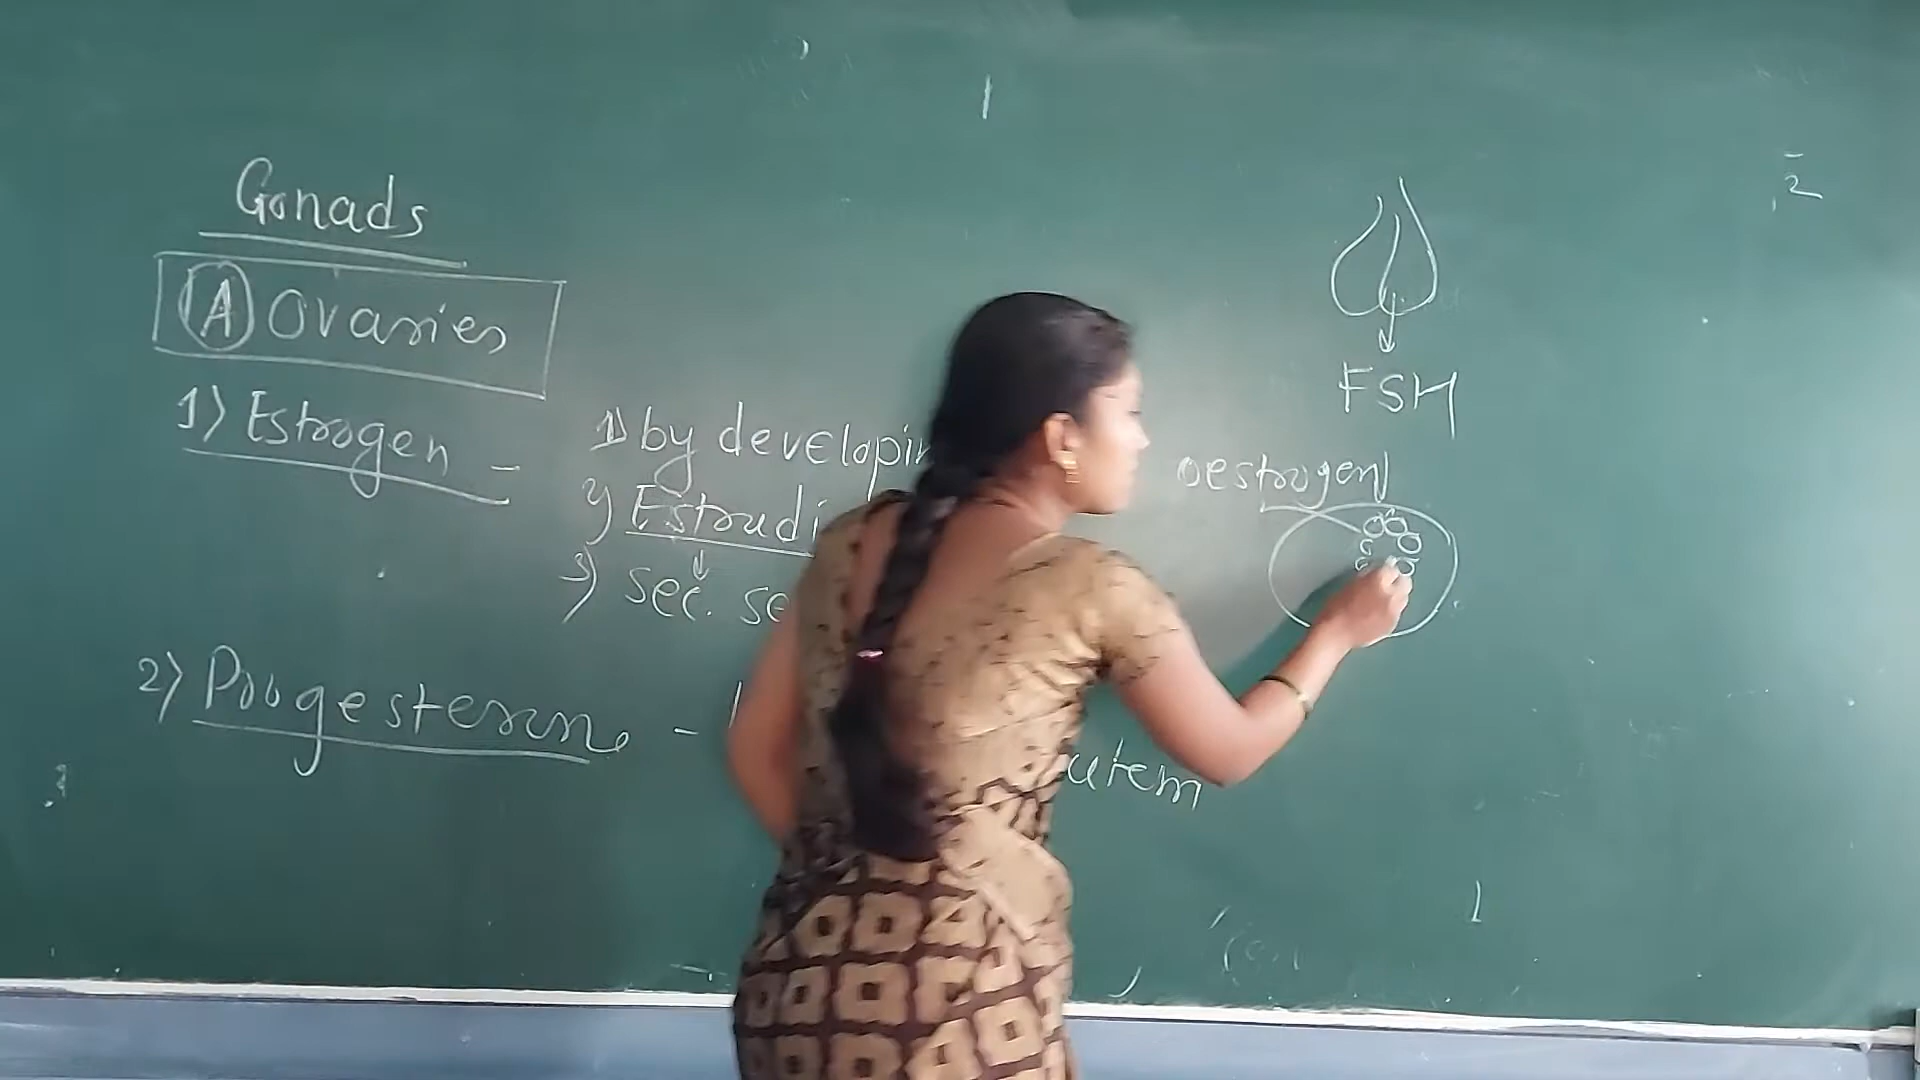 Gonads
A Ovaries
1) Estrogen -
1) by developin
2) Estradi
3) sec. se
2) Progesterone -
utem
FSH
oestrogen